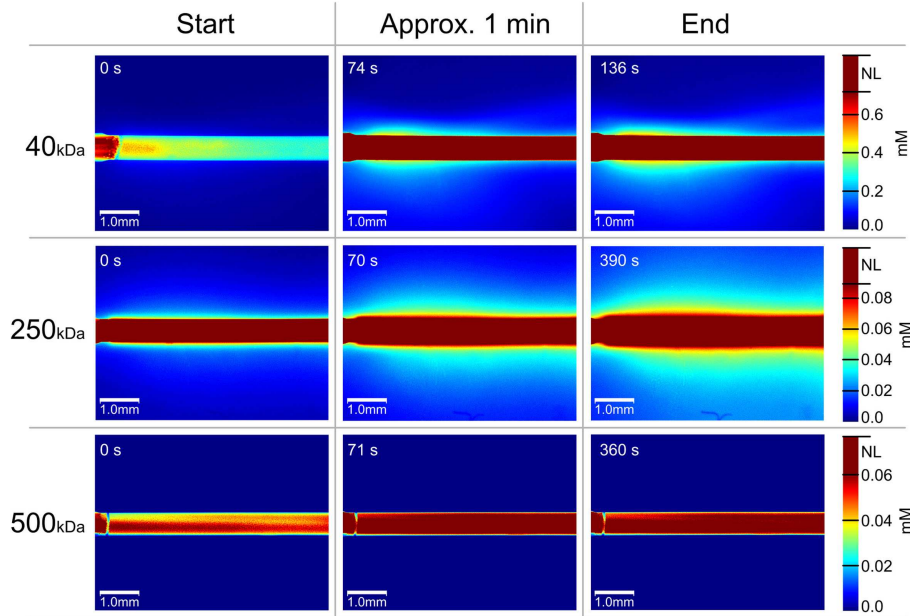 Start Approx. 1 min End
40kDa
0 s 74 s 136 s
1.0mm 1.0mm 1.0mm
NL
0.6
0.4
0.2
0.0
mM
250kDa
0 s 70 s 390 s
1.0mm 1.0mm 1.0mm
NL
0.08
0.06
0.04
0.02
0.0
mM
500kDa
0 s 71 s 360 s
1.0mm 1.0mm 1.0mm
NL
0.06
0.04
0.02
0.0
mM